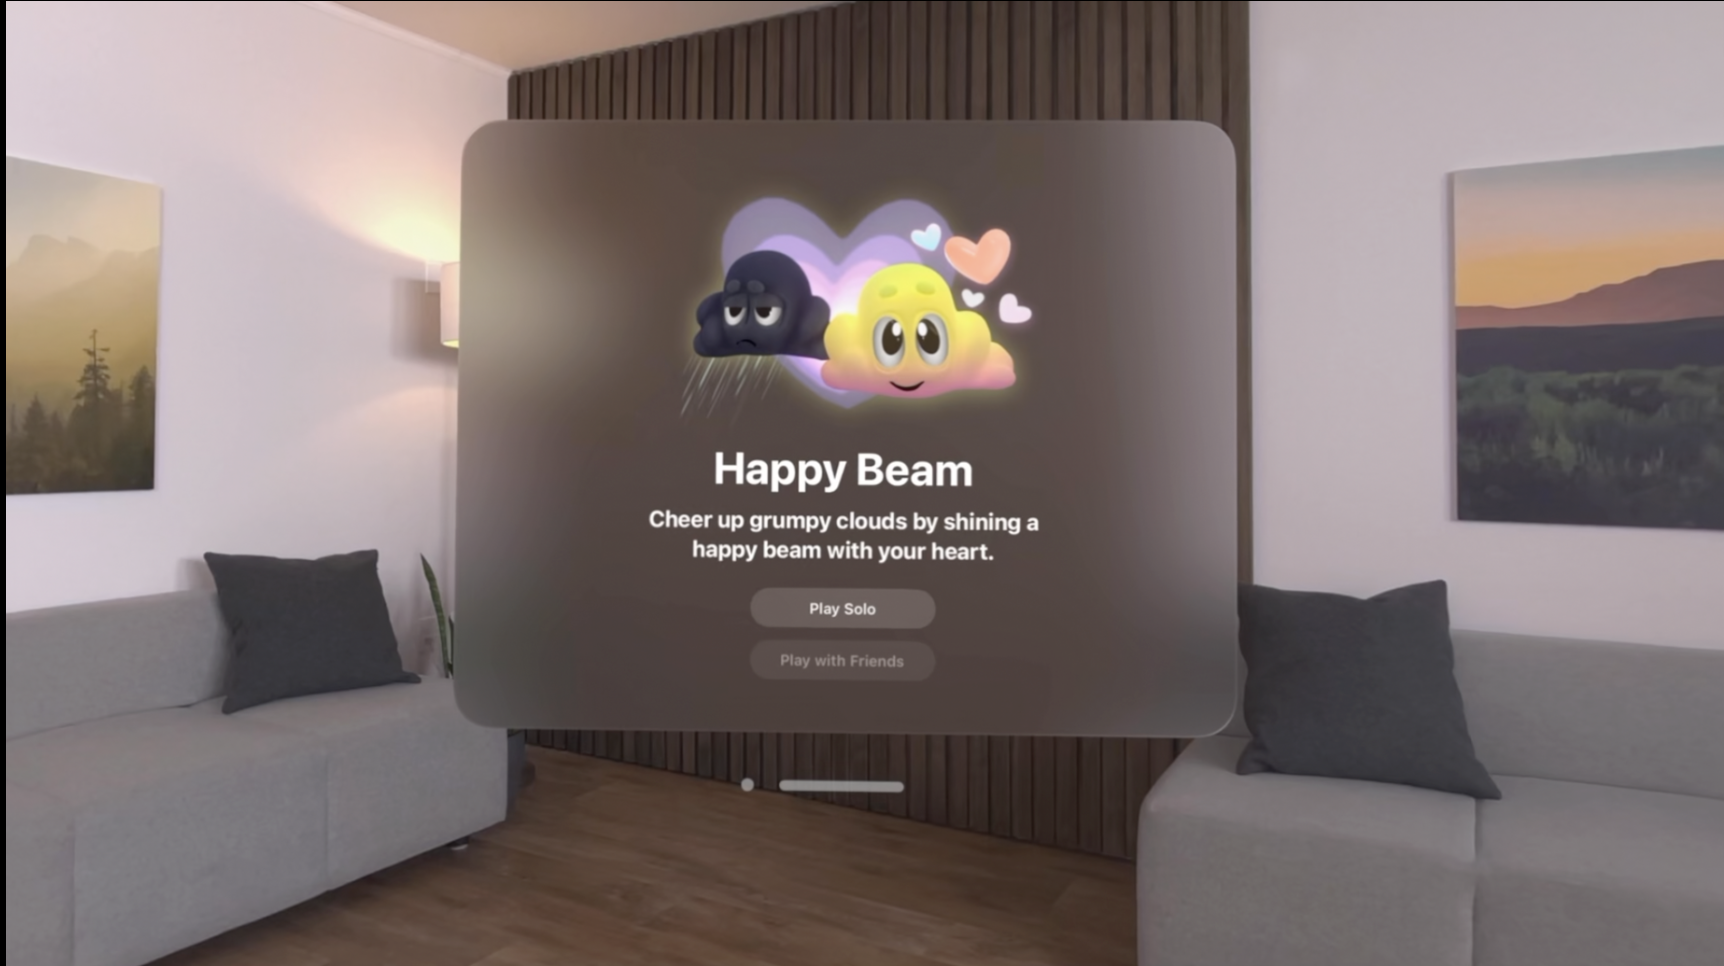 Happy Beam
Cheer up grumpy clouds by shining a
happy beam with your heart.
Play Solo
Play with Friends